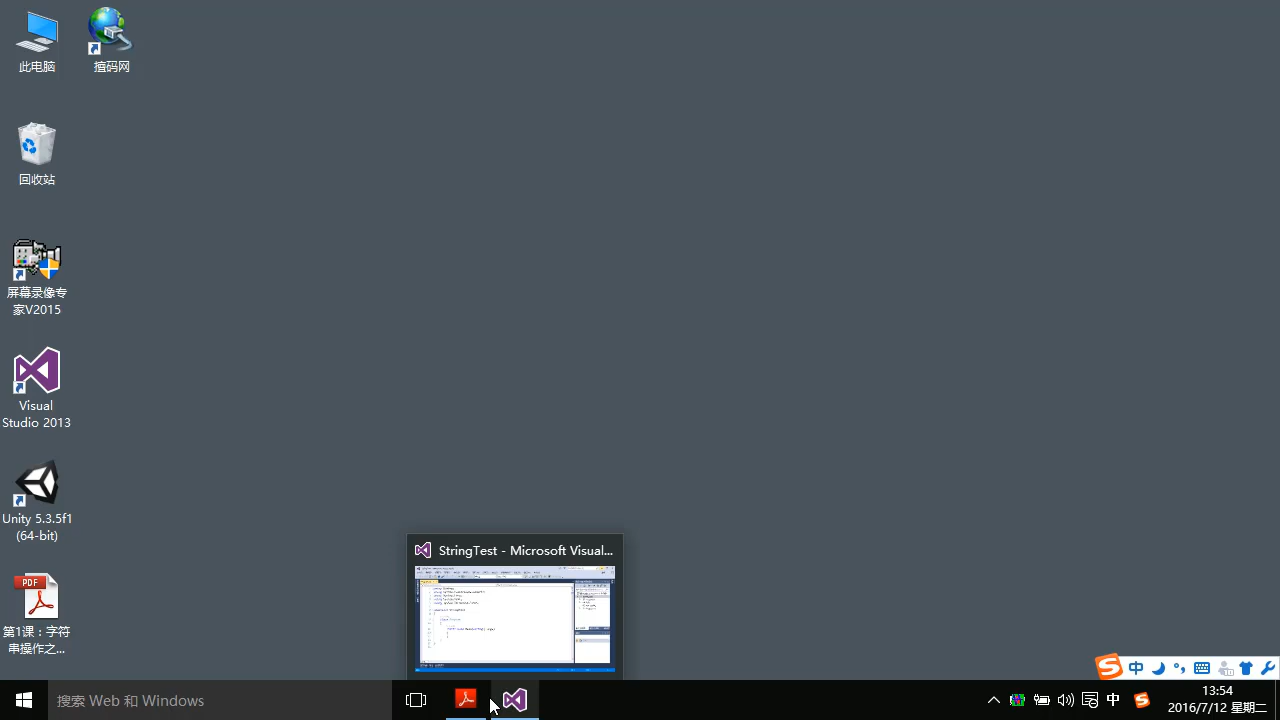 此电脑
揎码网
回收站
屏幕录像专
家V2015
Visual
Studio 2013
Unity 5.3.5f1
(64-bit)
PDF
第1课：字符
串操作之...
StringTest - Microsoft Visual...
中
搜索 Web 和 Windows
中
13:54
2016/7/12 星期二